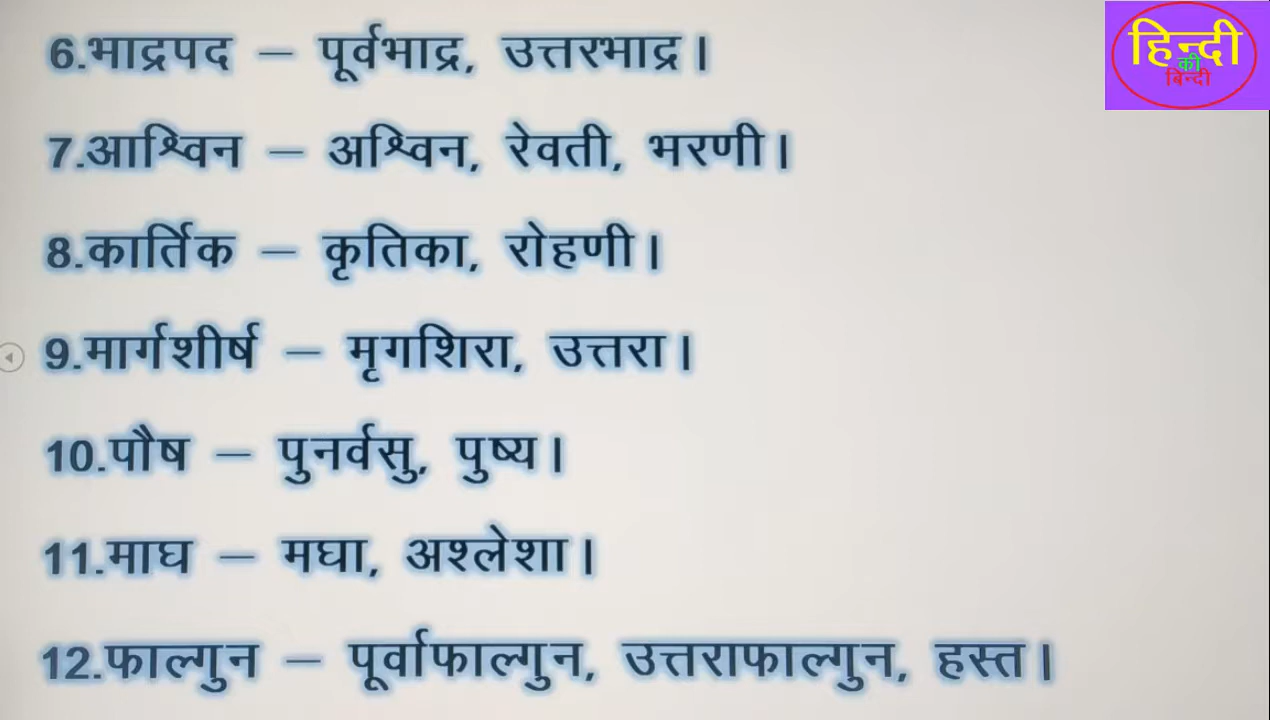 6.भाद्रपद – पूर्वभाद्र, उत्तरभाद्र।
हिन्दी
की
बिन्दी
7.आश्विन – अश्विन, रेवती, भरणी।
8.कार्तिक – कृतिका, रोहणी।
9.मार्गशीर्ष – मृगशिरा, उत्तरा।
10.पौष – पुनर्वसु, पुष्य।
11.माघ – मघा, अश्लेशा।
12.फाल्गुन – पूर्वाफाल्गुन, उत्तराफाल्गुन, हस्त।